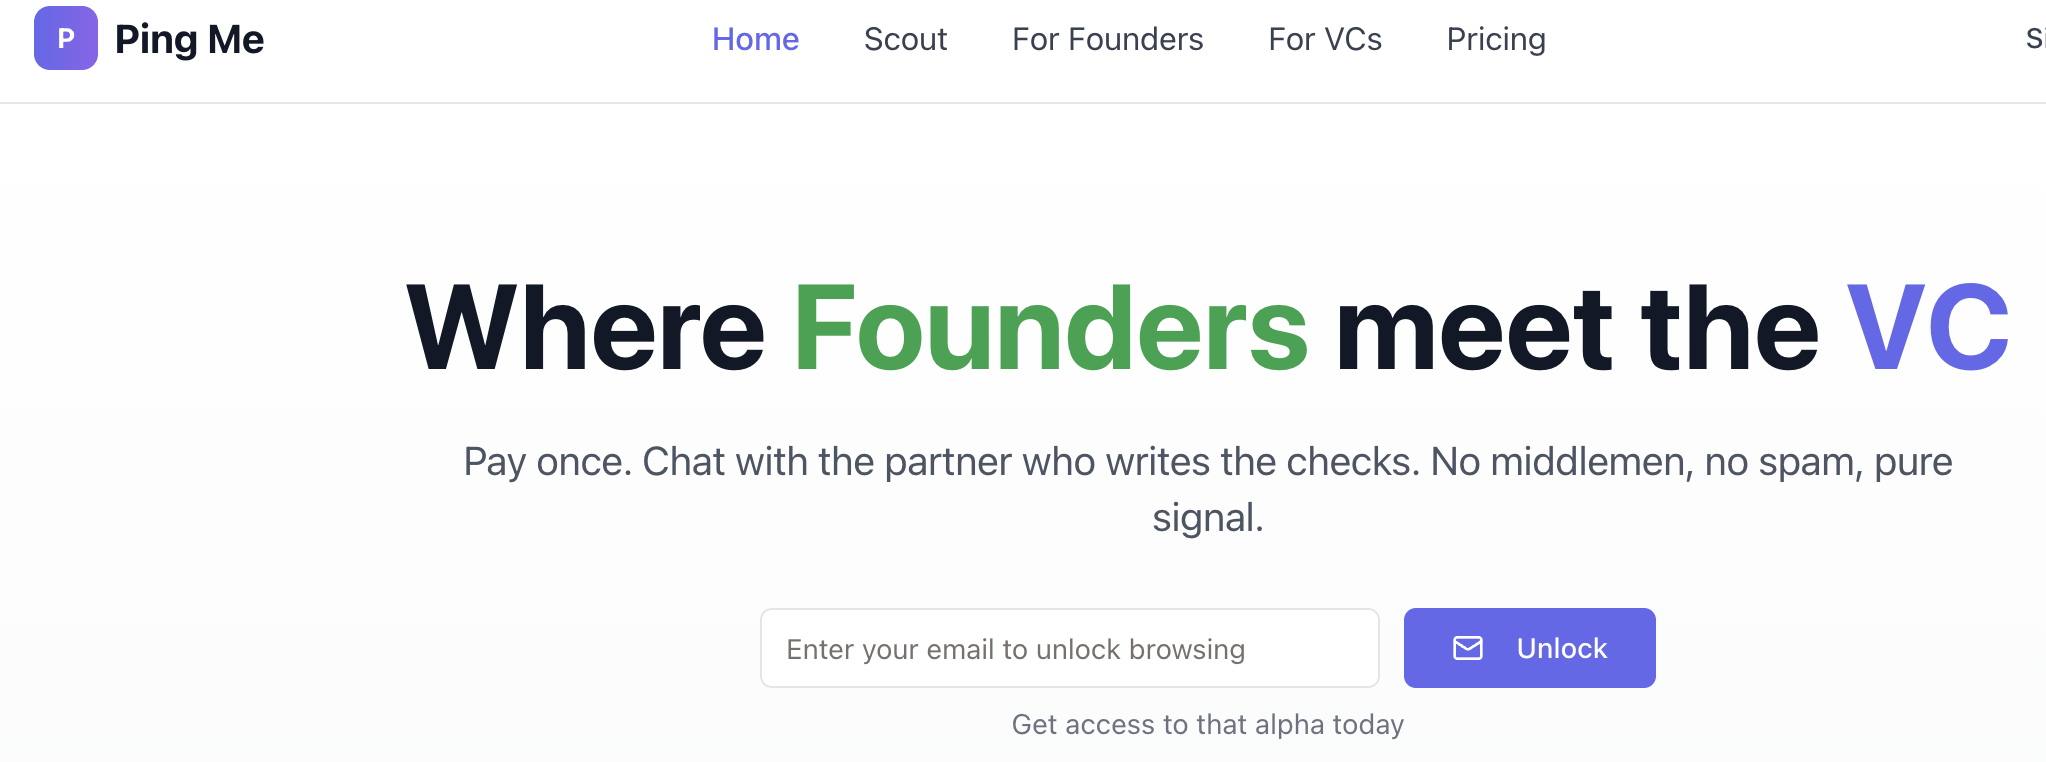 P Ping Me Home Scout For Founders For VCs Pricing
Where Founders meet the VC
Pay once. Chat with the partner who writes the checks. No middlemen, no spam, pure
signal.
Enter your email to unlock browsing Unlock
Get access to that alpha today